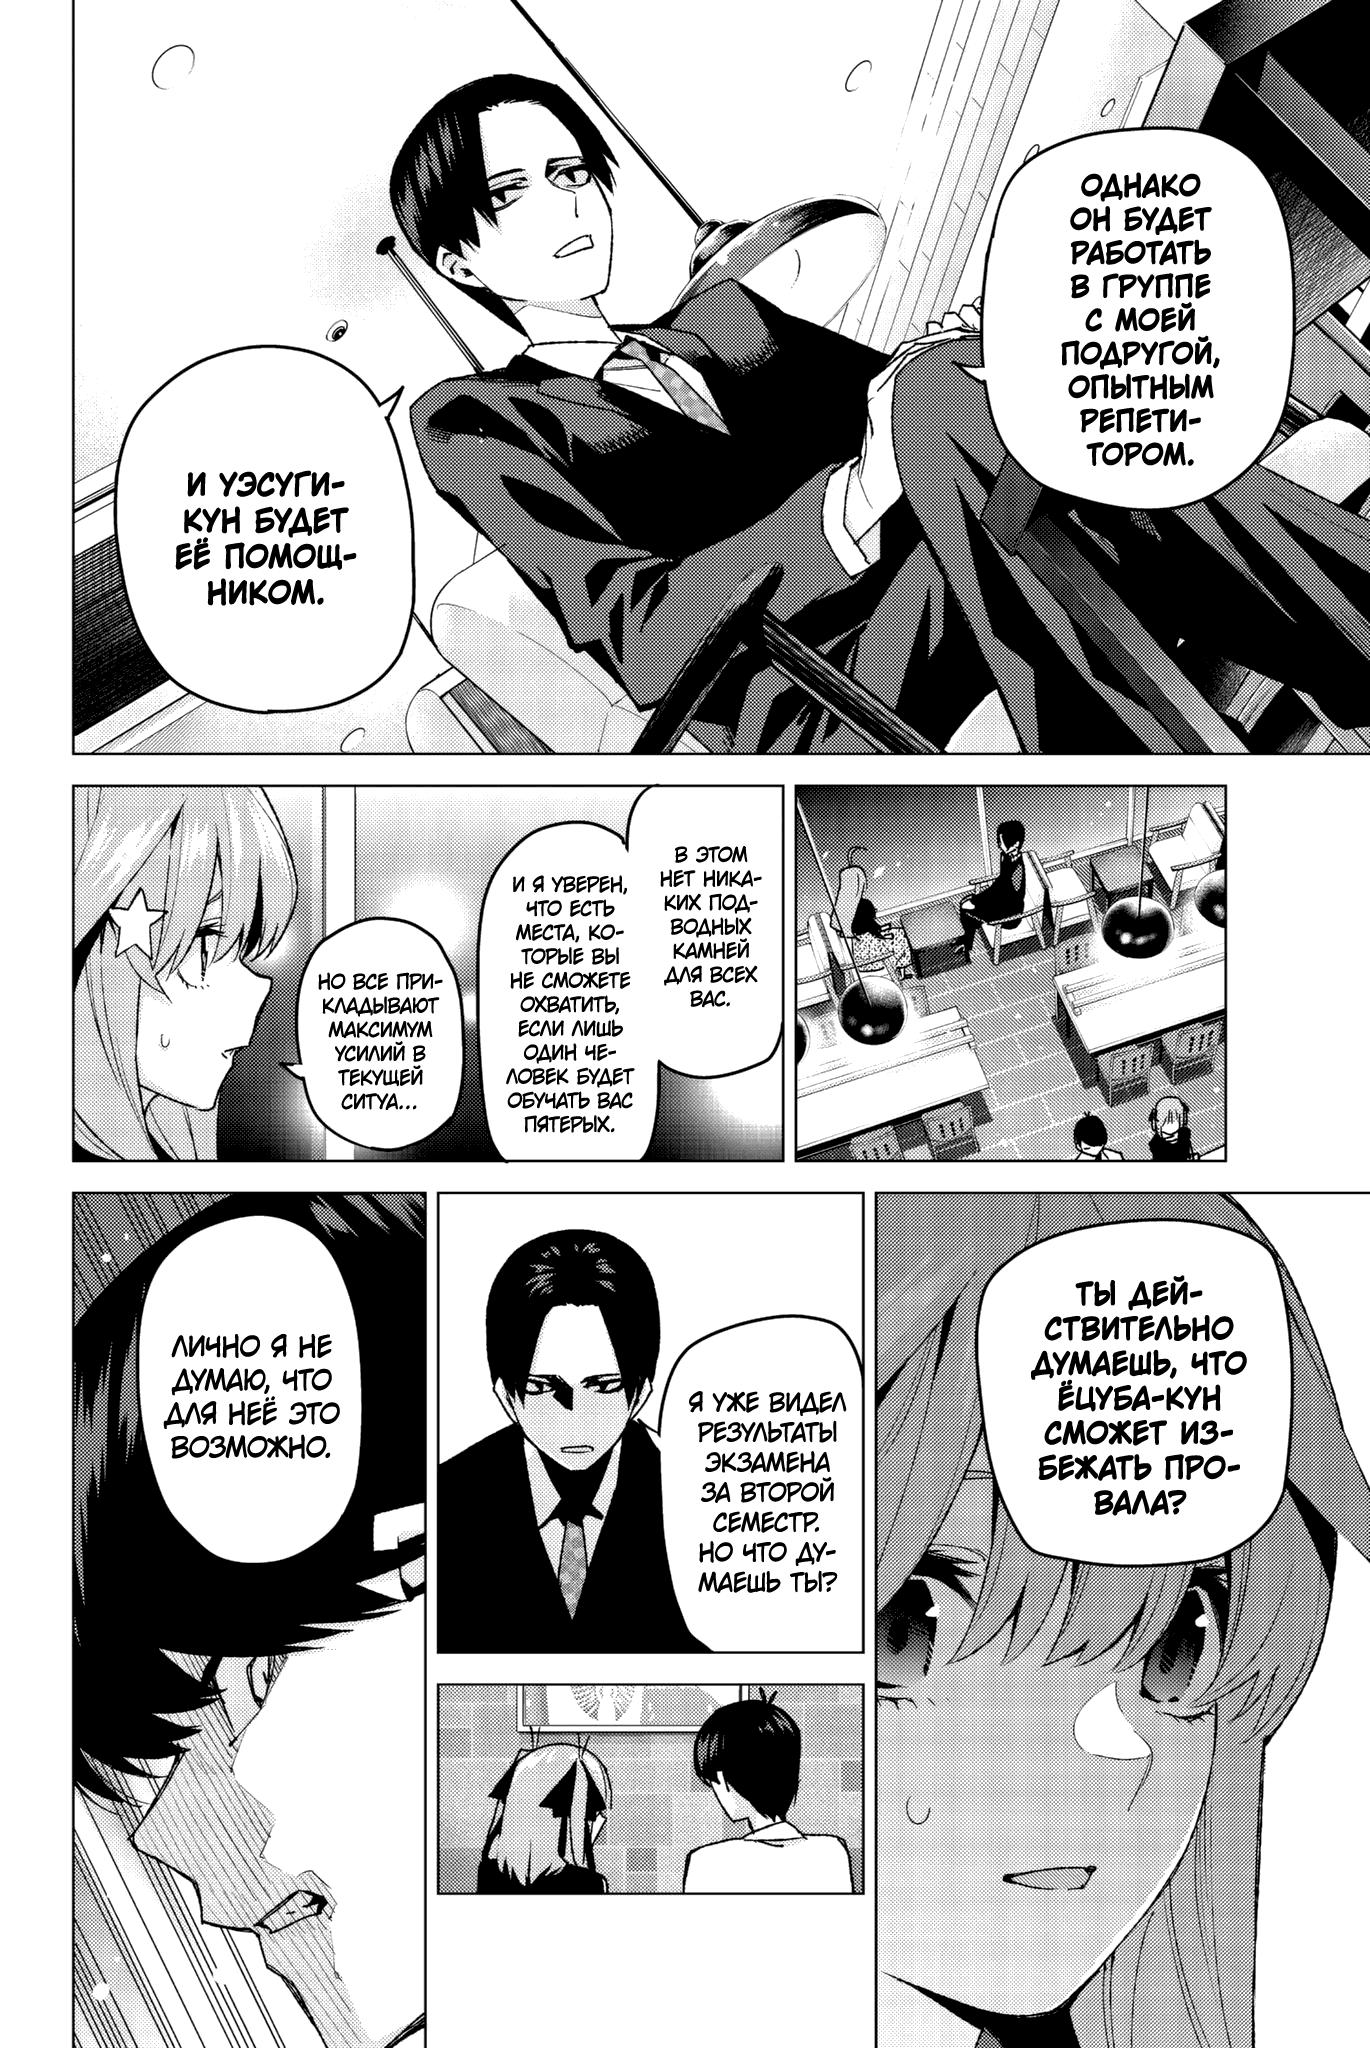 ОДНАКО
ОН БУДЕТ
РАБОТАТЬ
В ГРУППЕ
С МОЕЙ
ПОДРУГОЙ,
ОПЫТНЫМ
РЕПЕТИ-
ТОРОМ.
И УЭСУГИ-
КУН БУДЕТ
ЕЁ ПОМОЩ-
НИКОМ.
В ЭТОМ
НЕТ НИКА-
КИХ ПОД-
ВОДНЫХ
КАМНЕЙ
ДЛЯ ВСЕХ
ВАС.
И Я УВЕРЕН,
ЧТО ЕСТЬ
МЕСТА, КО-
ТОРЫЕ ВЫ
НЕ СМОЖЕТЕ
ОХВАТИТЬ,
ЕСЛИ ЛИШЬ
ОДИН ЧЕ-
ЛОВЕК БУДЕТ
ОБУЧАТЬ ВАС
ПЯТЕРЫХ.
НО ВСЕ ПРИ-
КЛАДЫВАЮТ
МАКСИМУМ
УСИЛИЙ В
ТЕКУЩЕЙ
СИТУА...
ТЫ ДЕЙ-
СТВИТЕЛЬНО
ДУМАЕШЬ, ЧТО
ЁЦУБА-КУН
СМОЖЕТ ИЗ-
БЕЖАТЬ ПРО-
ВАЛА?
Я УЖЕ ВИДЕЛ
РЕЗУЛЬТАТЫ
ЭКЗАМЕНА
ЗА ВТОРОЙ
СЕМЕСТР.
НО ЧТО ДУ-
МАЕШЬ ТЫ?
ЛИЧНО Я НЕ
ДУМАЮ, ЧТО
ДЛЯ НЕЁ ЭТО
ВОЗМОЖНО.